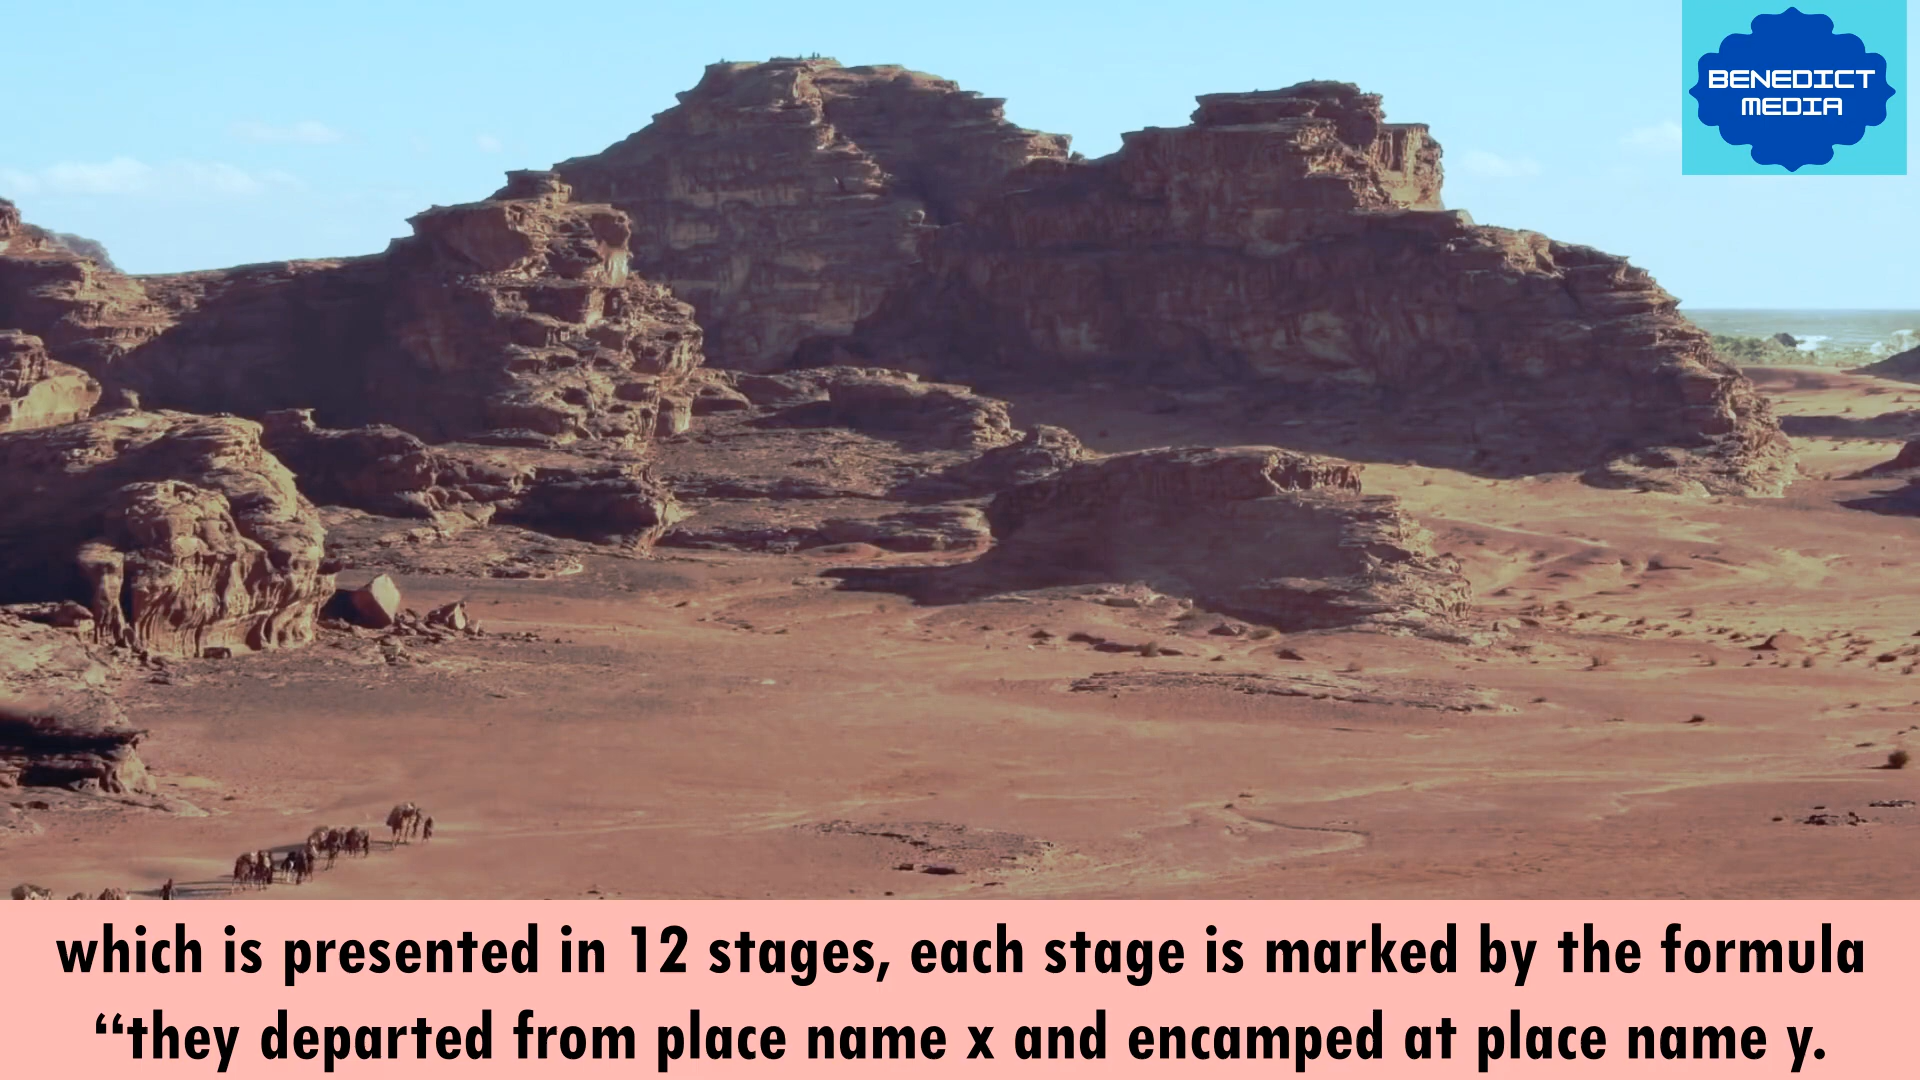 BENEDICT
MEDIA
which is presented in 12 stages, each stage is marked by the formula
“they departed from place name x and encamped at place name y.